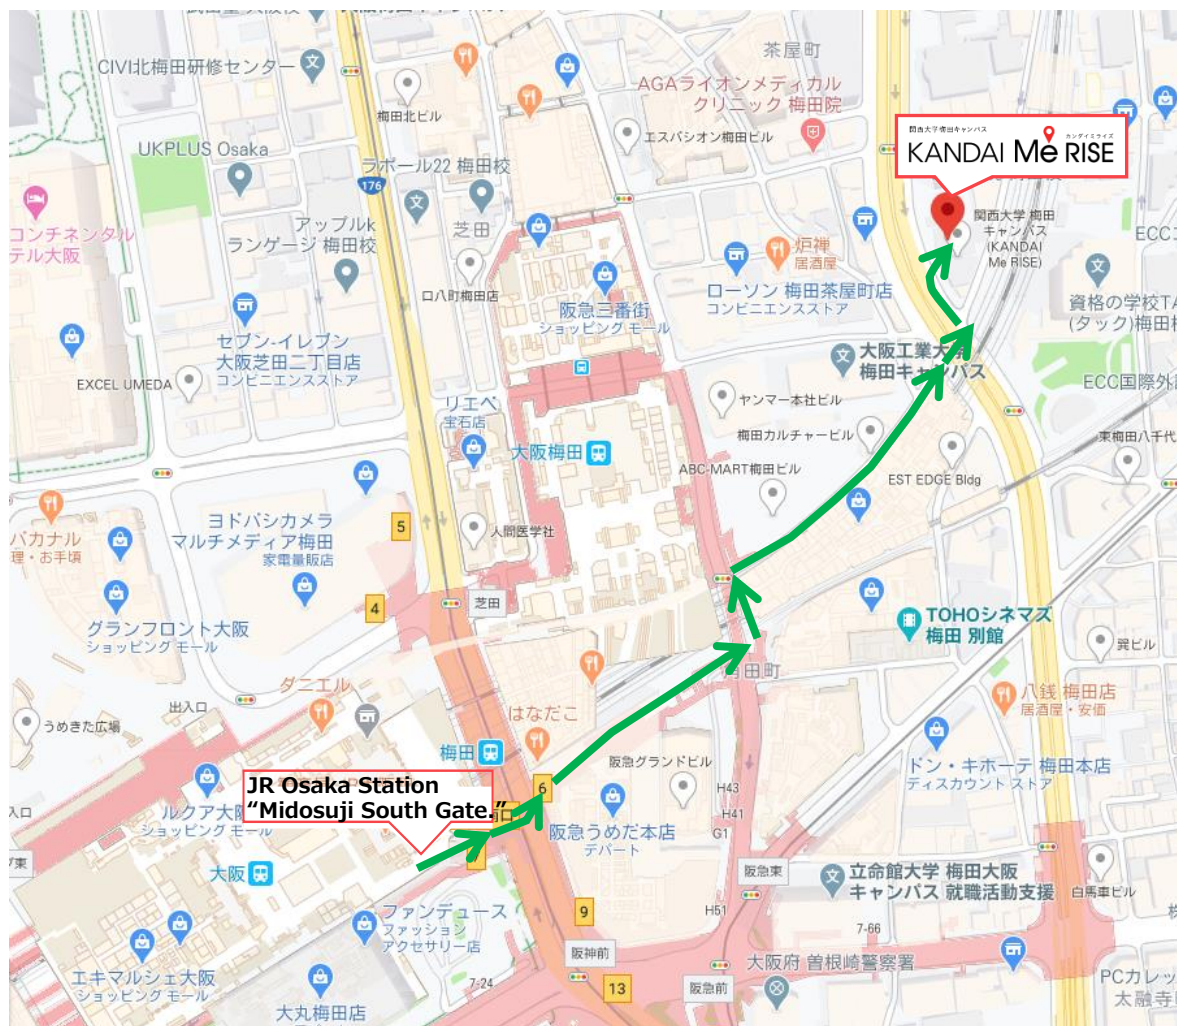 茶屋町
CIVI北梅田研修センター
AGAライオンメディカル
クリニック 梅田院
梅田北ビル
エスパシオン梅田ビル
関西大学梅田キャンパス
カンダイミライズ
KANDAI Me RISE
UKPLUS Osaka
ラポール22 梅田校
176
コンチネンタル
テル大阪
アップルk
ランゲージ 梅田校
芝田
関西大学 梅田
キャンパス
(KANDAI
Me RISE)
炉禅
居酒屋
口八町梅田店
阪急三番街
ショッピング モール
ローソン 梅田茶屋町店
コンビニエンスストア
資格の学校TA
(タック)梅田
セブン-イレブン
大阪芝田二丁目店
コンビニエンスストア
大阪工業大学
梅田キャンパス
EXCEL UMEDA
ECC国際外
リエペ
宝石店
ヤンマー本社ビル
梅田カルチャービル
東梅田八千代
大阪梅田
ABC-MART梅田ビル
EST EDGE Bldg
ヨドバシカメラ
マルチメディア梅田
家電量販店
5
人間医学社
バカナル
理・お手頃
4
芝田
グランフロント大阪
ショッピング モール
TOHOシネマズ
梅田 別館
巽ビル
角田町
ダニエル
出入口
うめきた広場
はなだこ
八銭 梅田店
居酒屋・安価
梅田
阪急グランドビル
ドン・キホーテ 梅田本店
ディスカウント ストア
JR Osaka Station
“Midosuji South Gate.”
6
H43
H41
G1
入口
ルクア大阪
ショッピング モール
阪急うめだ本店
デパート
大阪
阪急東
立命館大学 梅田大阪
キャンパス 就職活動支援
白馬車ビル
ファンデュース
ファッション
アクセサリー店
9
H51
7-66
阪神前
エキマルシェ大阪
ショッピング モール
7-24
13
阪急前
大阪府 曽根崎警察署
PCカレッ
太融寺
大丸梅田店